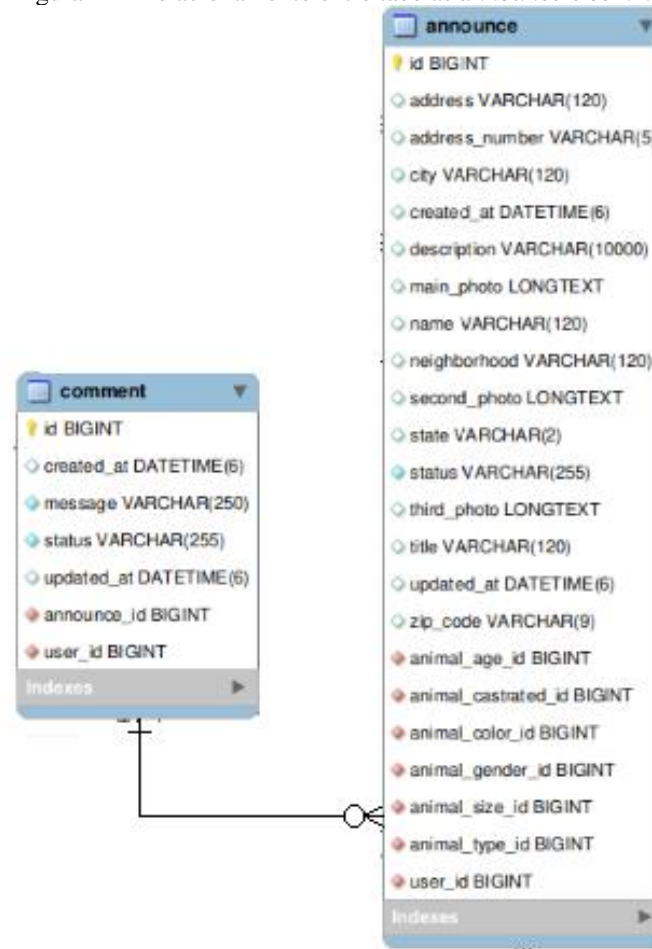 announce
id BIGINT
address VARCHAR(120)
address_number VARCHAR(5
city VARCHAR(120)
created_at DATETIME(6)
description VARCHAR(10000)
main_photo LONGTEXT
name VARCHAR(120)
neighborhood VARCHAR(120)
second_photo LONGTEXT
state VARCHAR(2)
status VARCHAR(255)
third_photo LONGTEXT
title VARCHAR(120)
updated_at DATETIME(6)
zip_code VARCHAR(9)
animal_age_id BIGINT
animal_castrated_id BIGINT
animal_color_id BIGINT
animal_gender_id BIGINT
animal_size_id BIGINT
animal_type_id BIGINT
user_id BIGINT
Indexes
comment
id BIGINT
created_at DATETIME(6)
message VARCHAR(250)
status VARCHAR(255)
updated_at DATETIME(6)
announce_id BIGINT
user_id BIGINT
Indexes